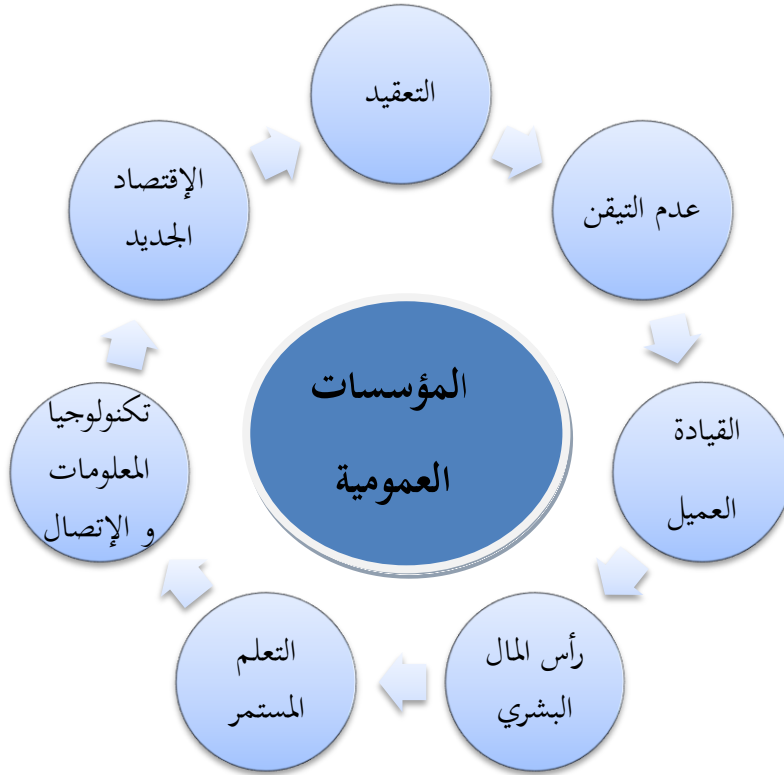 التعقيد
عدم التيقن
القيادة
العميل
رأس المال
البشري
التعلم
المستمر
تكنولوجيا
المعلومات
و الإتصال
الإقتصاد
الجديد
المؤسسات
العمومية